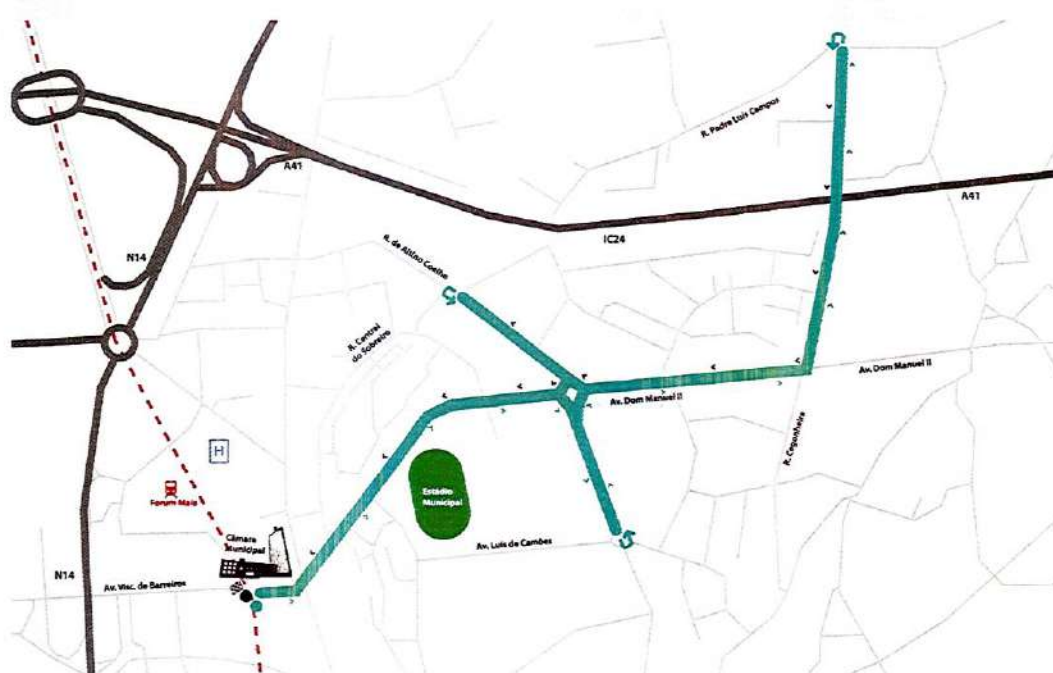 R. Padre Luís Campos
A41
A41
IC24
N14
R. de Altino Coelho
R. Central
do Sobreiro
Av. Dom Manuel II
Av. Dom Manuel II
R. Cegonheira
H
Estádio
Municipal
Forum Maia
Câmara
Municipal
Av. Luís de Camões
N14
Av. Visc. de Barreiros